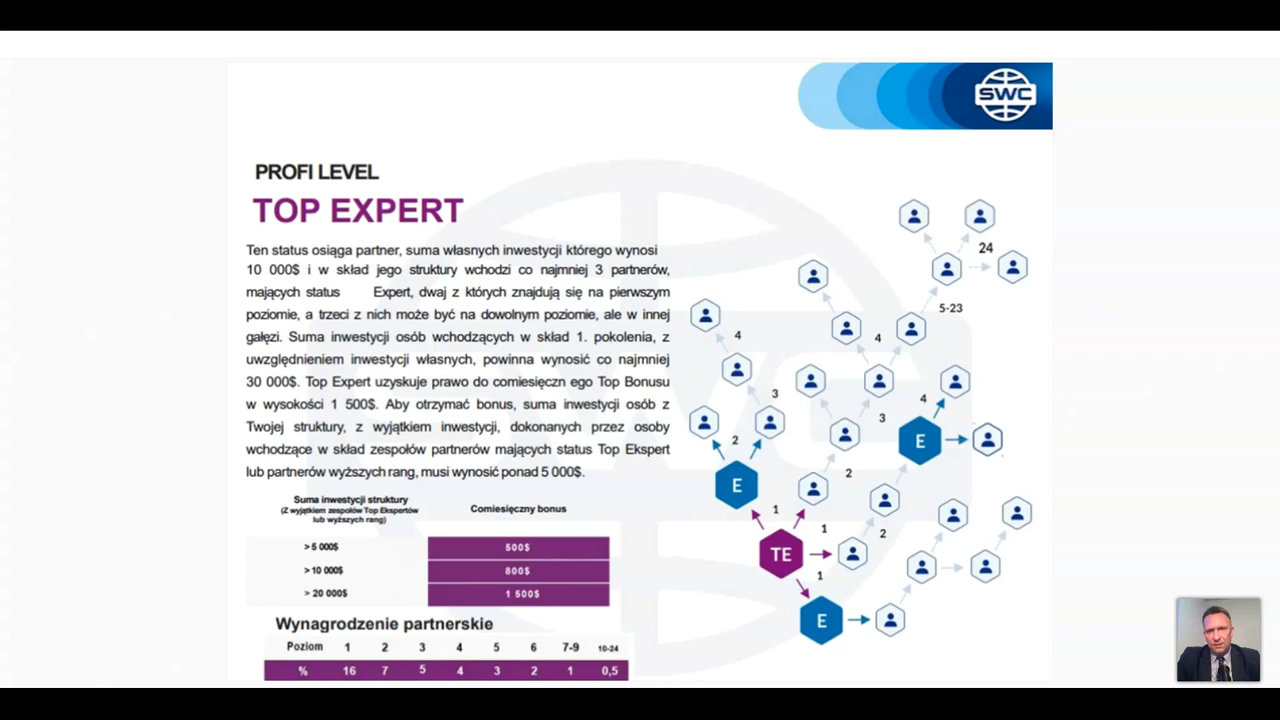 SWC
PROFI LEVEL
TOP EXPERT
Ten status osiąga partner, suma własnych inwestycji którego wynosi
10 000$ i w skład jego struktury wchodzi co najmniej 3 partnerów,
mających status Expert, dwaj z których znajdują się na pierwszym
poziomie, a trzeci z nich może być na dowolnym poziomie, ale w innej
gałęzi. Suma inwestycji osób wchodzących w skład 1. pokolenia, z
uwzględnieniem inwestycji własnych, powinna wynosić co najmniej
30 000$. Top Expert uzyskuje prawo do comiesięczn ego Top Bonusu
w wysokości 1 500$. Aby otrzymać bonus, suma inwestycji osób z
Twojej struktury, z wyjątkiem inwestycji, dokonanych przez osoby
wchodzące w skład zespołów partnerów mających status Top Ekspert
lub partnerów wyższych rang, musi wynosić ponad 5 000$.
Suma inwestycji struktury
(Z wyjątkiem zespołów Top Ekspertów
lub wyższych rang)
Comiesięczny bonus
> 5 000$ 500$
> 10 000$ 800$
> 20 000$ 1 500$
Wynagrodzenie partnerskie
Poziom 1 2 3 4 5 6 7-9 10-24
% 16 7 5 4 3 2 1 0,5
24
5-23
4
4
3
4
3
E
2
E
2
1
1
2
TE
1
E